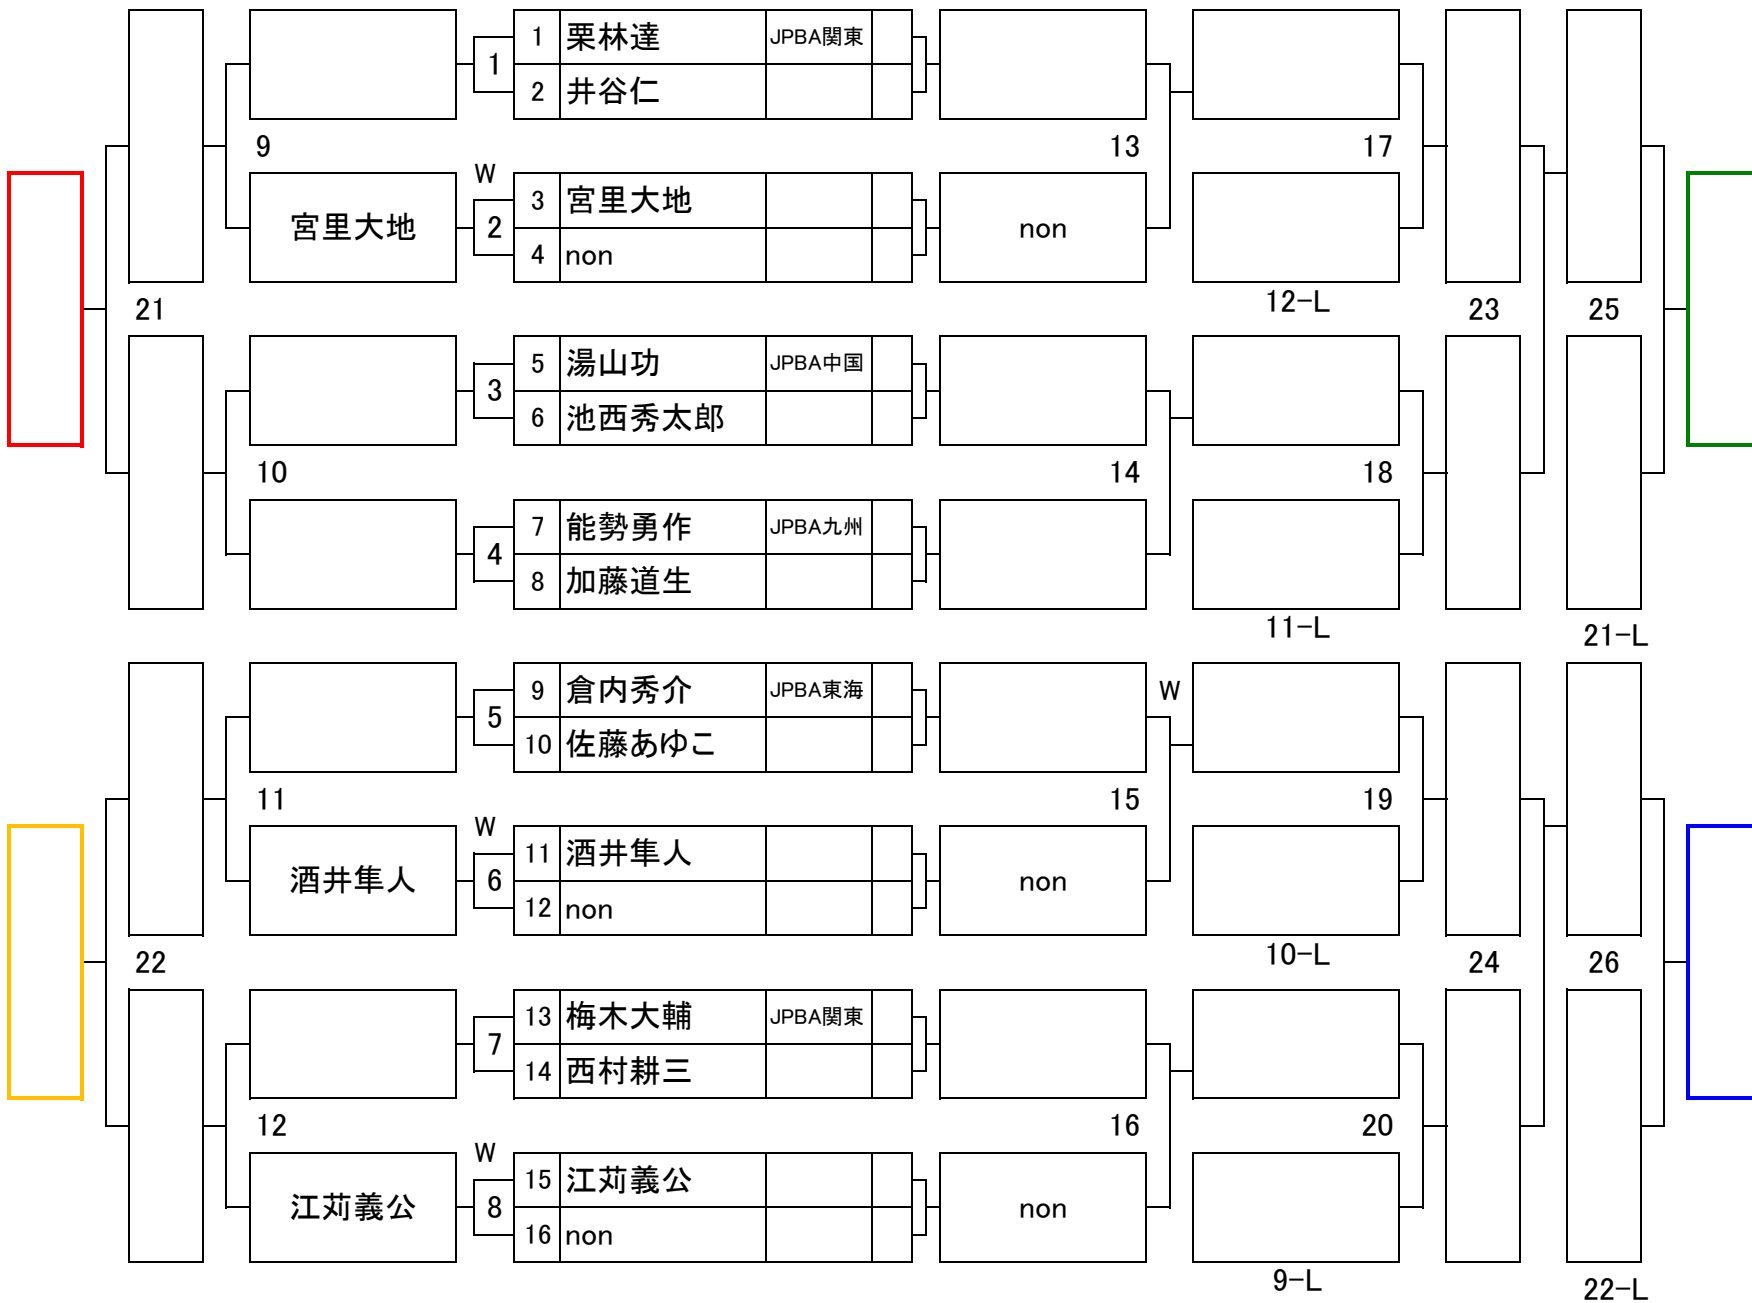 1 栗林達 JPBA関東
1
2 井谷仁
9 13 17
W
3 宮里大地
宮里大地 2 non
4 non
21 12-L 23 25
5 湯山功 JPBA中国
3
6 池西秀太郎
10 14 18
7 能勢勇作 JPBA九州
4
8 加藤道生
11-L 21-L
9 倉内秀介 JPBA東海 W
5
10 佐藤あゆこ
11 15 19
W
11 酒井隼人
酒井隼人 6 non
12 non
22 10-L 24 26
13 梅木大輔 JPBA関東
7
14 西村耕三
12 16 20
W
15 江苅義公
江苅義公 8 non
16 non
9-L 22-L